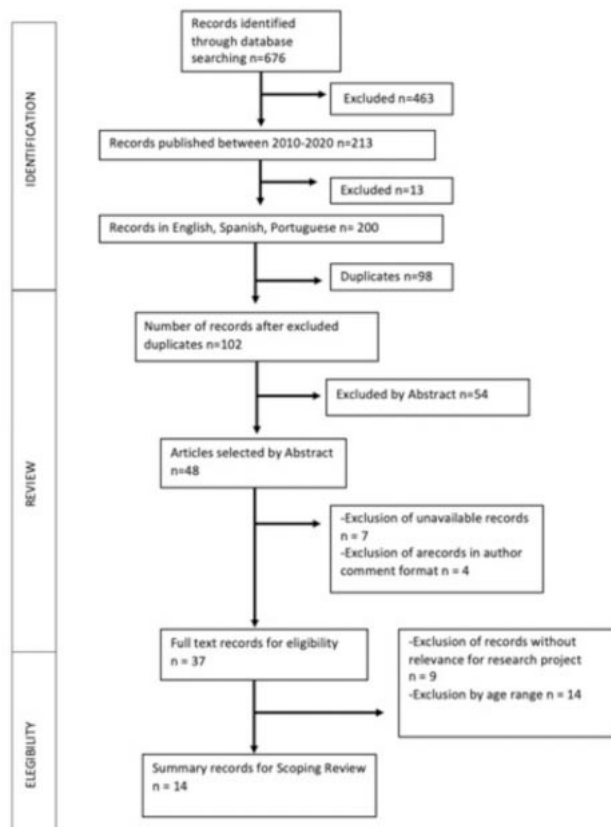 Records identified
through database
searching n=676
Excluded n=463
Records published between 2010-2020 n=213
Excluded n=13
Records in English, Spanish, Portuguese n= 200
Duplicates n=98
IDENTIFICATION
Number of records after excluded
duplicates n=102
Excluded by Abstract n=54
Articles selected by Abstract
n=48
-Exclusion of unavailable records
n = 7
-Exclusion of arecords in author
comment format n = 4
REVIEW
Full text records for eligibility
n = 37
-Exclusion of records without
relevance for research project
n = 9
-Exclusion by age range n = 14
Summary records for Scoping Review
n = 14
ELEGIBILITY